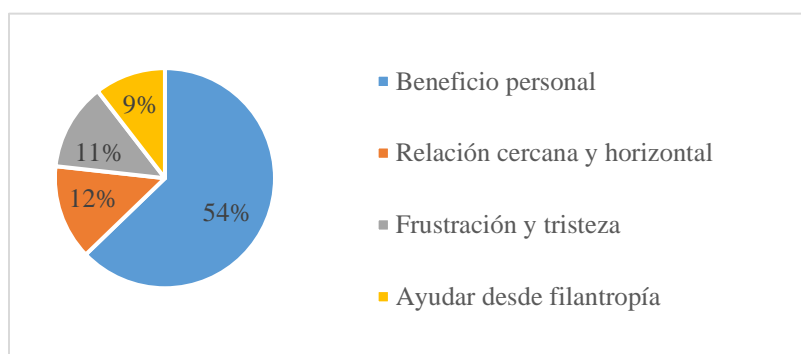 9%
11%
12%
54%
Beneficio personal
Relación cercana y horizontal
Frustración y tristeza
Ayudar desde filantropía